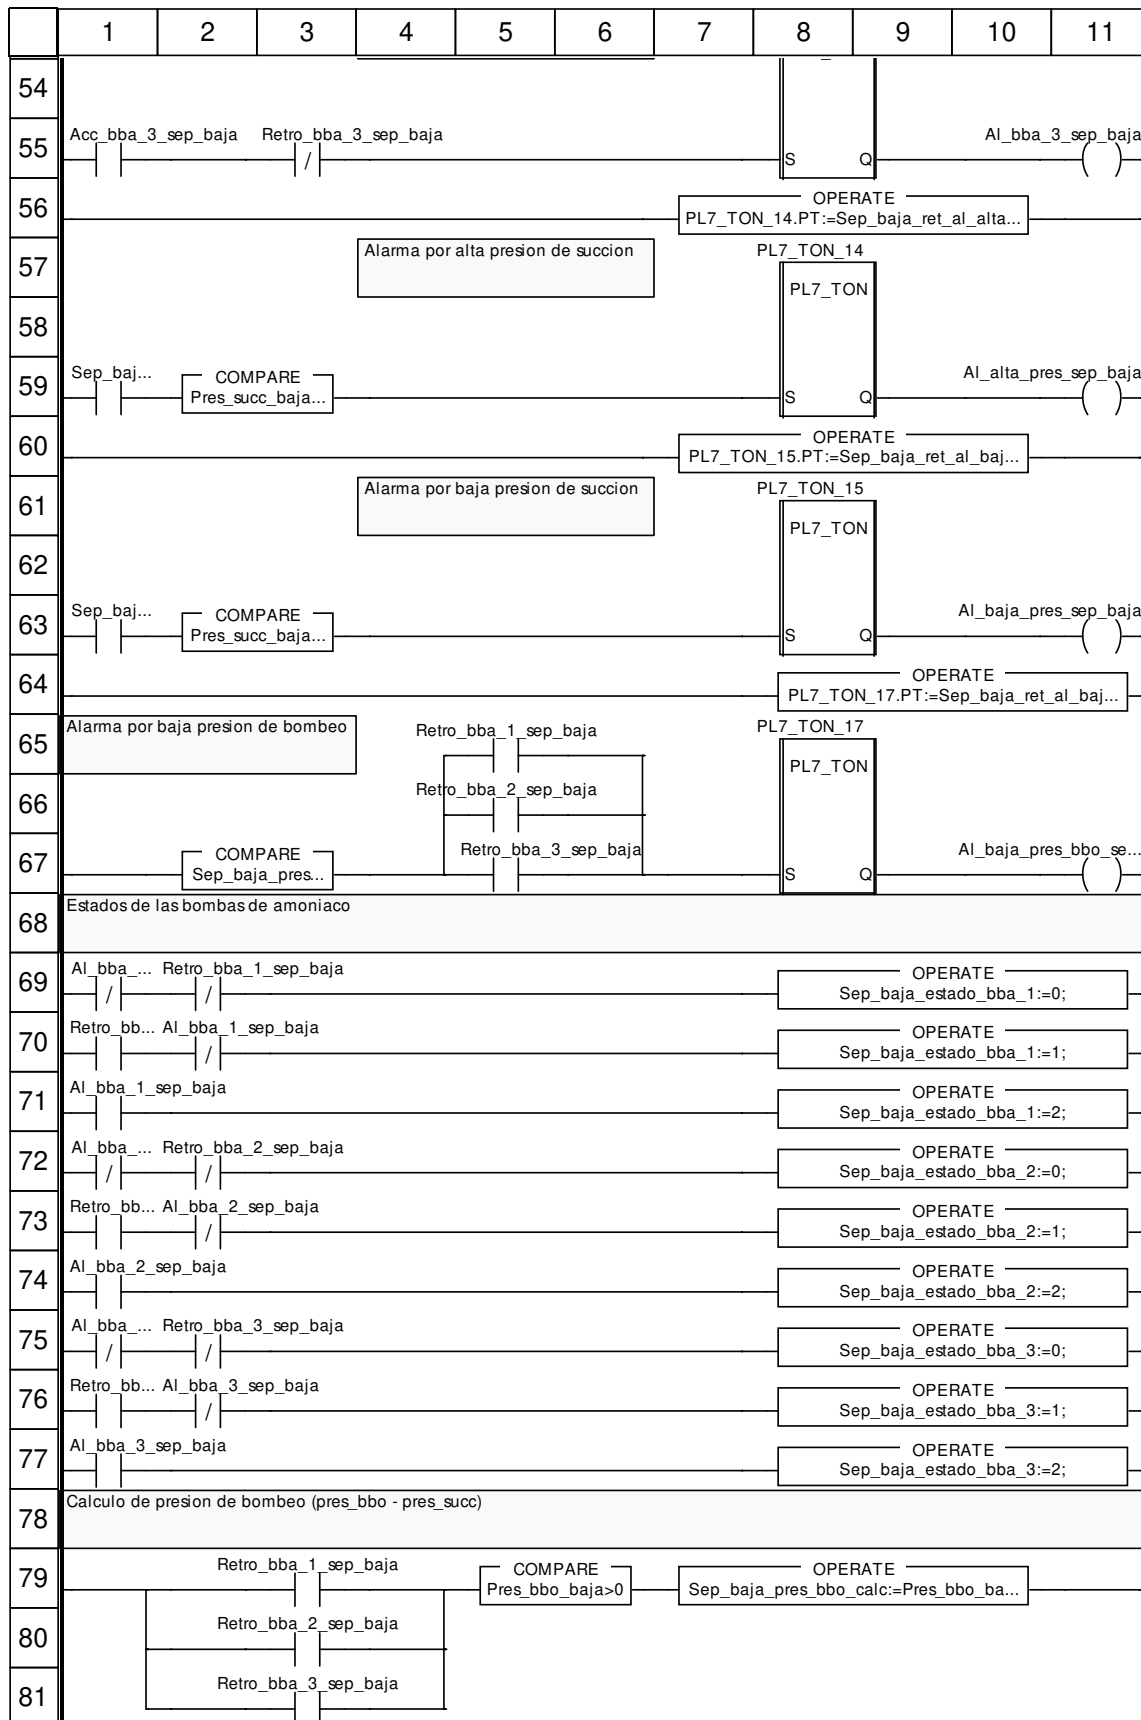 1 2 3 4 5 6 7 8 9 10 11
54
Acc_bba_3_sep_baja Retro_bba_3_sep_baja Al_bba_3_sep_baja
55 / S Q
56 OPERATE
PL7_TON_14.PT:=Sep_baja_ret_al_alta...
57 Alarma por alta presion de succion PL7_TON_14
PL7_TON
58
Sep_baj... Al_alta_pres_sep_baja
59 COMPARE
Pres_succ_baja... S Q
60 OPERATE
PL7_TON_15.PT:=Sep_baja_ret_al_baj...
61 Alarma por baja presion de succion PL7_TON_15
PL7_TON
62
Sep_baj... Al_baja_pres_sep_baja
63 COMPARE
Pres_succ_baja... S Q
64 OPERATE
PL7_TON_17.PT:=Sep_baja_ret_al_baj...
65 Alarma por baja presion de bombeo Retro_bba_1_sep_baja PL7_TON_17
PL7_TON
66 Retro_bba_2_sep_baja
67 COMPARE Retro_bba_3_sep_baja Al_baja_pres_bbo_se...
Sep_baja_pres... S Q
68 Estados de las bombas de amoniaco
69 Al_bba_... Retro_bba_1_sep_baja OPERATE
/ / Sep_baja_estado_bba_1:=0;
70 Retro_bb... Al_bba_1_sep_baja OPERATE
/ Sep_baja_estado_bba_1:=1;
71 Al_bba_1_sep_baja OPERATE
Sep_baja_estado_bba_1:=2;
72 Al_bba_... Retro_bba_2_sep_baja OPERATE
/ / Sep_baja_estado_bba_2:=0;
73 Retro_bb... Al_bba_2_sep_baja OPERATE
/ Sep_baja_estado_bba_2:=1;
74 Al_bba_2_sep_baja OPERATE
Sep_baja_estado_bba_2:=2;
75 Al_bba_... Retro_bba_3_sep_baja OPERATE
/ / Sep_baja_estado_bba_3:=0;
76 Retro_bb... Al_bba_3_sep_baja OPERATE
/ Sep_baja_estado_bba_3:=1;
77 Al_bba_3_sep_baja OPERATE
Sep_baja_estado_bba_3:=2;
78 Calculo de presion de bombeo (pres_bbo - pres_succ)
79 Retro_bba_1_sep_baja COMPARE OPERATE
Pres_bbo_baja>0 Sep_baja_pres_bbo_calc:=Pres_bbo_ba...
80 Retro_bba_2_sep_baja
81 Retro_bba_3_sep_baja